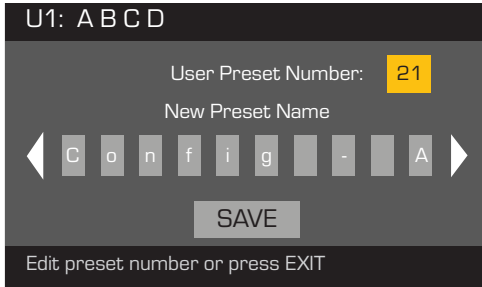 U1: A B C D
User Preset Number: 21
New Preset Name
C o n f i g - A
SAVE
Edit preset number or press EXIT